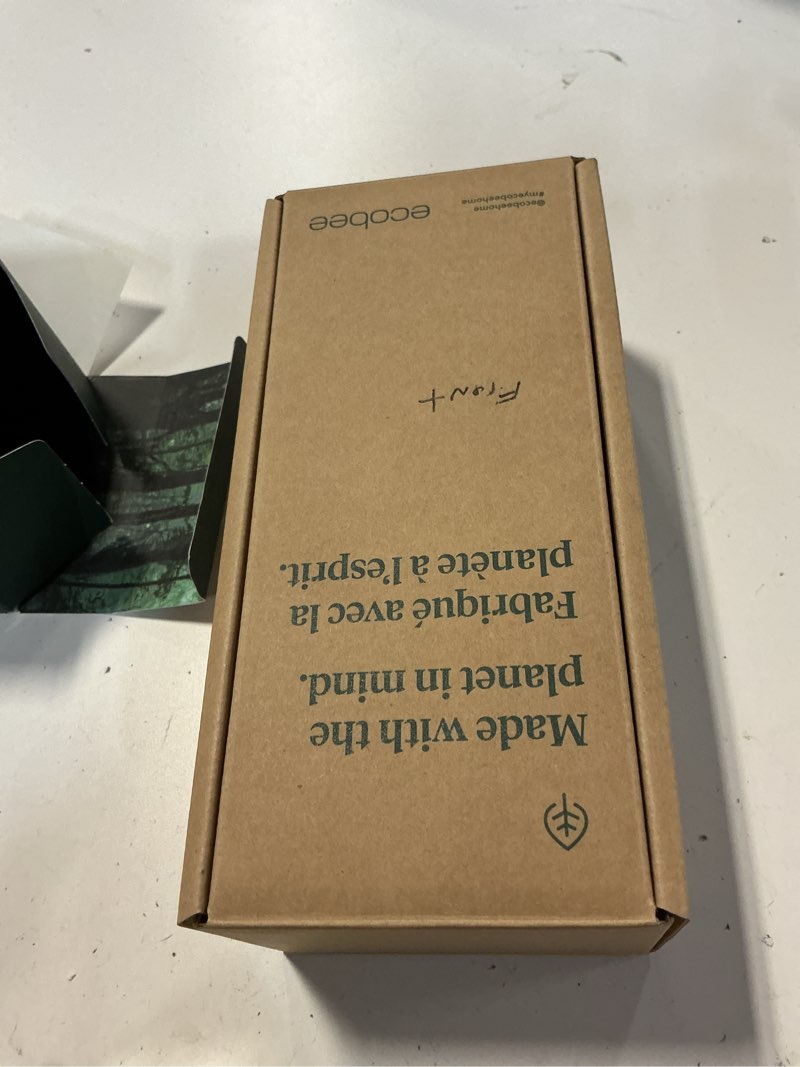 Made with the
planet in mind.
Fabriqué avec la
planète à l'esprit.
Front
@ecobeehome
#myecobeehome
ecobee